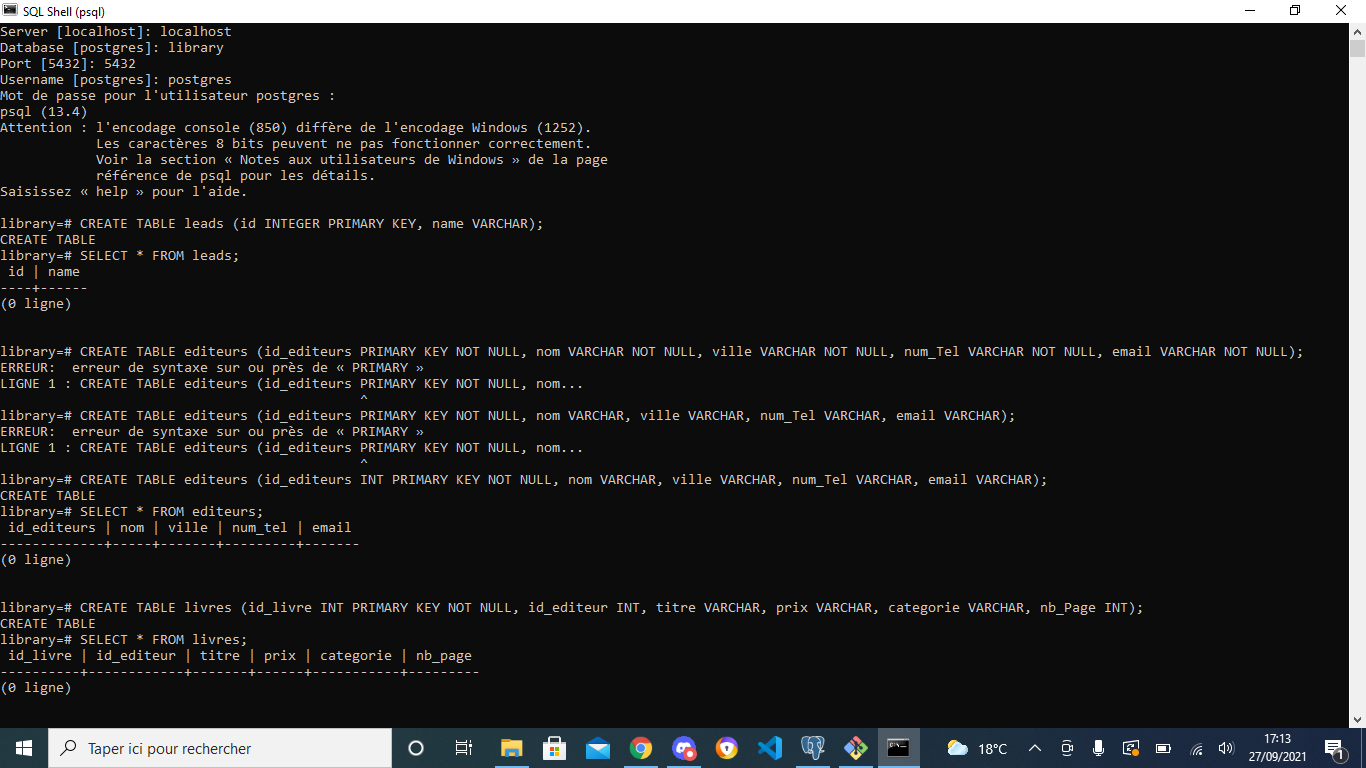 SQL Shell (psql)
Server [localhost]: localhost
Database [postgres]: library
Port [5432]: 5432
Username [postgres]: postgres
Mot de passe pour l'utilisateur postgres :
psql (13.4)
Attention : l'encodage console (850) diffère de l'encodage Windows (1252).
            Les caractères 8 bits peuvent ne pas fonctionner correctement.
            Voir la section « Notes aux utilisateurs de Windows » de la page
            référence de psql pour les détails.
Saisissez « help » pour l'aide.
library=# CREATE TABLE leads (id INTEGER PRIMARY KEY, name VARCHAR);
CREATE TABLE
library=# SELECT * FROM leads;
 id | name
----+------
(0 ligne)
library=# CREATE TABLE editeurs (id_editeurs PRIMARY KEY NOT NULL, nom VARCHAR NOT NULL, ville VARCHAR NOT NULL, num_Tel VARCHAR NOT NULL, email VARCHAR NOT NULL);
ERREUR:  erreur de syntaxe sur ou près de « PRIMARY »
LIGNE 1 : CREATE TABLE editeurs (id_editeurs PRIMARY KEY NOT NULL, nom...
                                             ^
library=# CREATE TABLE editeurs (id_editeurs PRIMARY KEY NOT NULL, nom VARCHAR, ville VARCHAR, num_Tel VARCHAR, email VARCHAR);
ERREUR:  erreur de syntaxe sur ou près de « PRIMARY »
LIGNE 1 : CREATE TABLE editeurs (id_editeurs PRIMARY KEY NOT NULL, nom...
                                             ^
library=# CREATE TABLE editeurs (id_editeurs INT PRIMARY KEY NOT NULL, nom VARCHAR, ville VARCHAR, num_Tel VARCHAR, email VARCHAR);
CREATE TABLE
library=# SELECT * FROM editeurs;
 id_editeurs | nom | ville | num_tel | email
-------------+-----+-------+---------+-------
(0 ligne)
library=# CREATE TABLE livres (id_livre INT PRIMARY KEY NOT NULL, id_editeur INT, titre VARCHAR, prix VARCHAR, categorie VARCHAR, nb_Page INT);
CREATE TABLE
library=# SELECT * FROM livres;
 id_livre | id_editeur | titre | prix | categorie | nb_page
----------+------------+-------+------+-----------+---------
(0 ligne)
Taper ici pour rechercher
18°C
17:13
27/09/2021
1